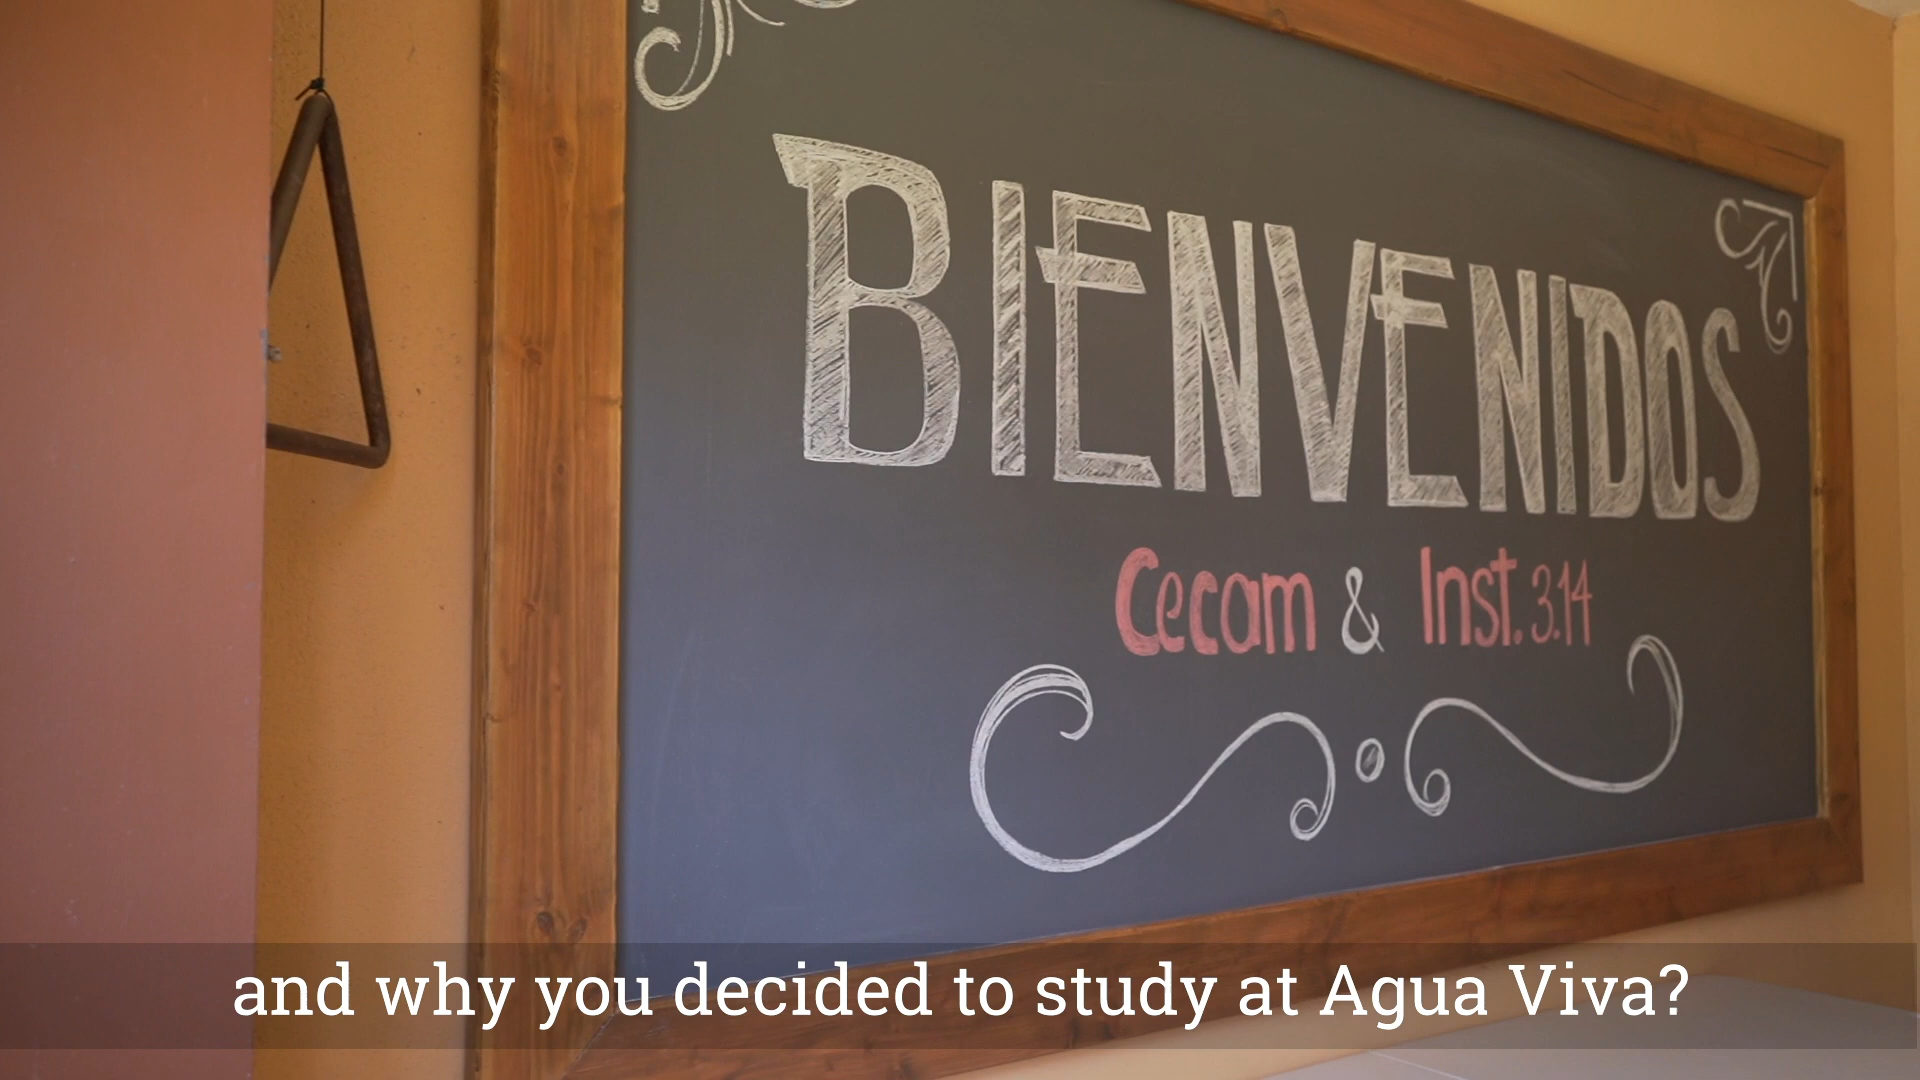 BIENVENIDOS
Cecam & Inst. 3.14
and why you decided to study at Agua Viva?